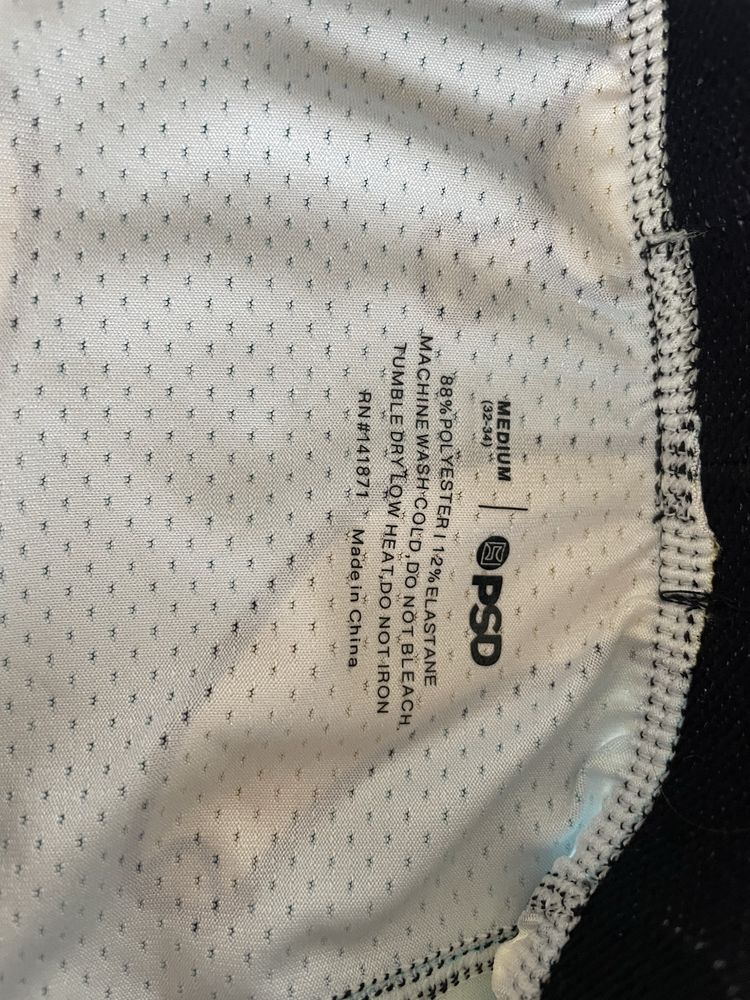 MEDIUM
(32-34)
PSD
88% POLYESTER I 12% ELASTANE
MACHINE WASH COLD, DO NOT BLEACH,
TUMBLE DRY LOW HEAT, DO NOT IRON
RN#141871 Made in China